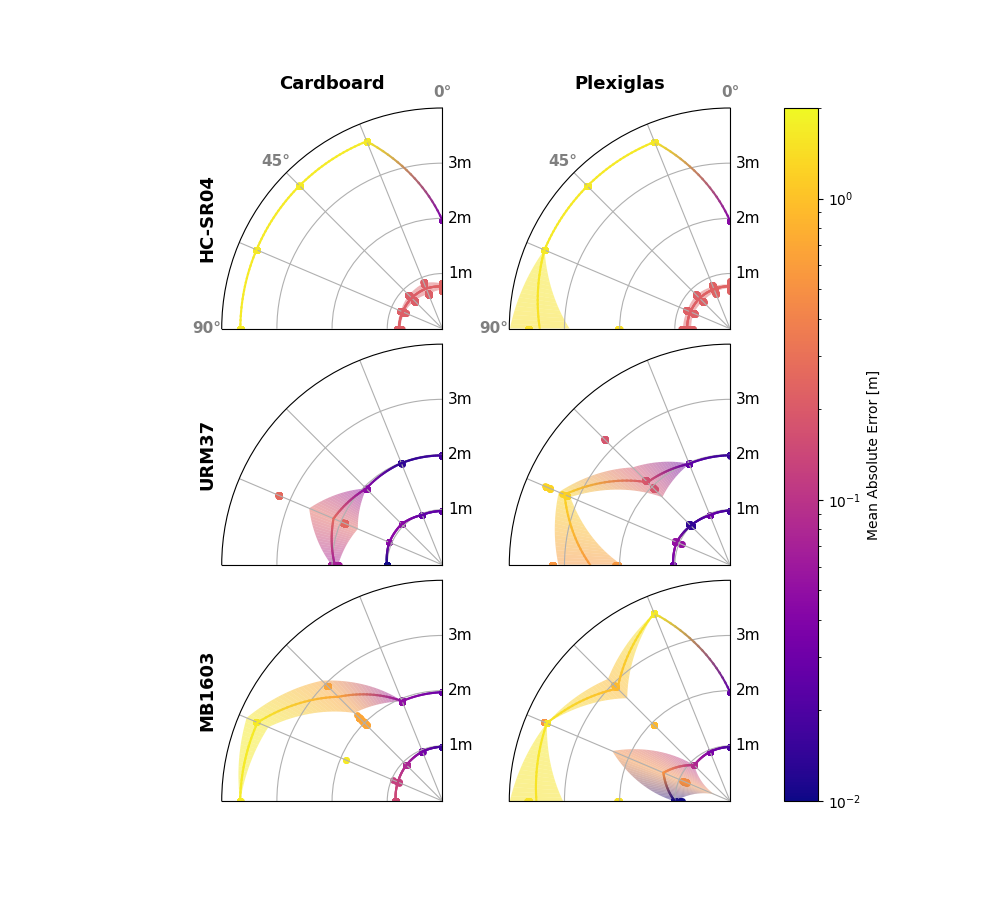 Cardboard
Plexiglas
0°
0°
45°
3m
2m
1m
90°
45°
3m
2m
1m
90°
HC-SR04
3m
2m
1m
3m
2m
1m
URM37
3m
2m
1m
3m
2m
1m
MB1603
10⁰
10⁻¹
10⁻²
Mean Absolute Error [m]